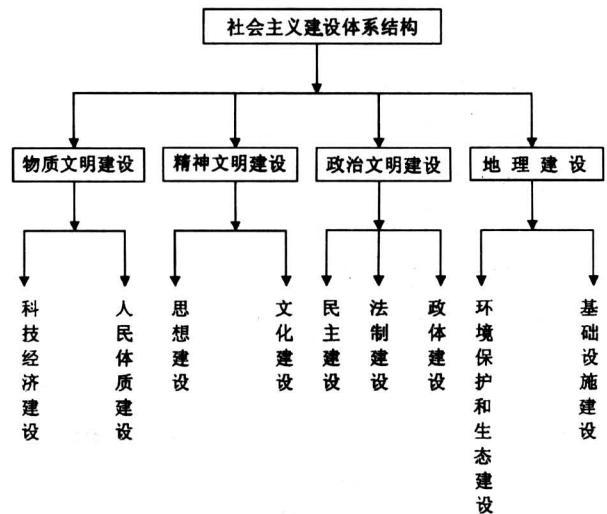 社会主义建设体系结构
物质文明建设
精神文明建设
政治文明建设
地理建设
科技经济建设
人民体质建设
思想建设
文化建设
民主建设
法制建设
政体建设
环境保护和生态建设
基础设施建设